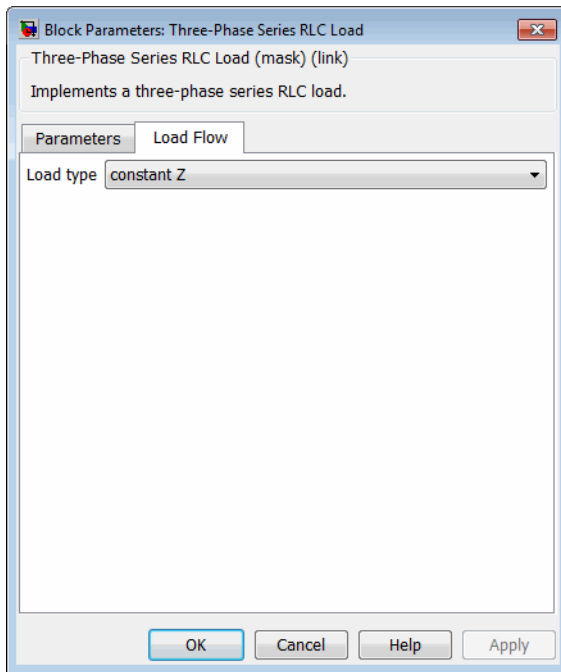 Block Parameters: Three-Phase Series RLC Load
Three-Phase Series RLC Load (mask) (link)
Implements a three-phase series RLC load.
Parameters Load Flow
Load type constant Z
OK Cancel Help Apply